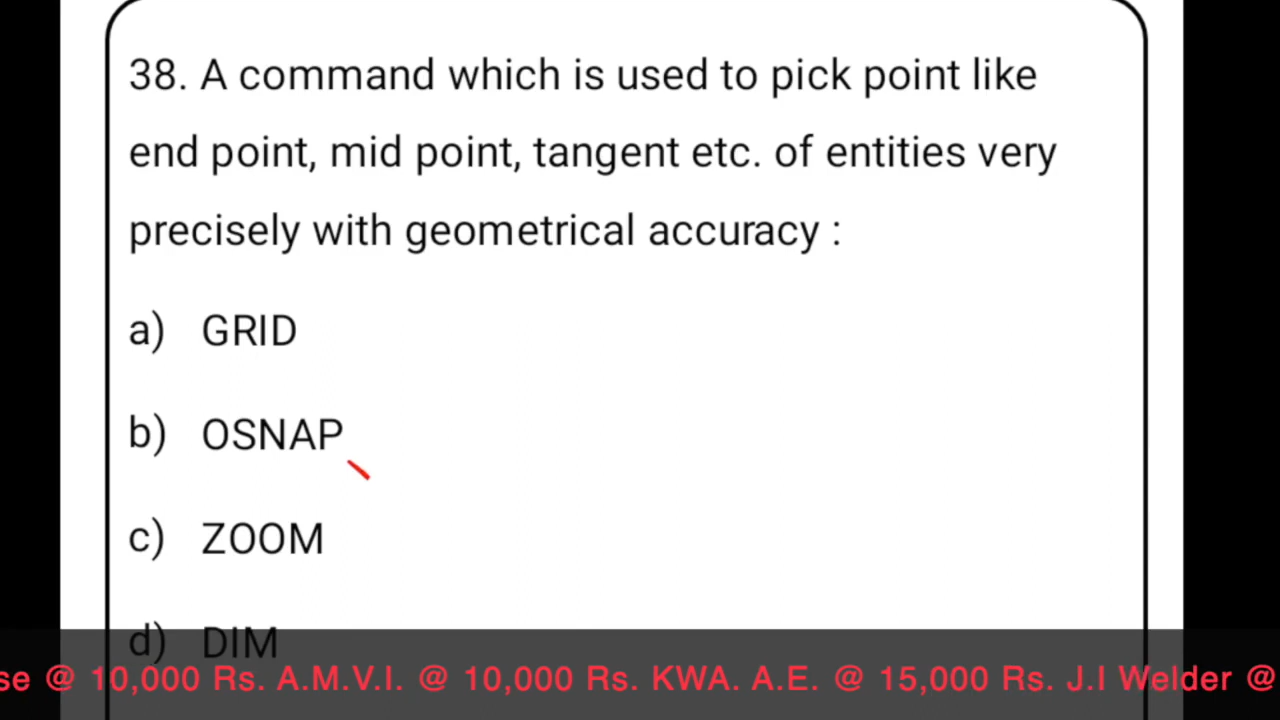 38. A command which is used to pick point like
end point, mid point, tangent etc. of entities very
precisely with geometrical accuracy :
a) GRID
b) OSNAP
c) ZOOM
d) DIM
se @ 10,000 Rs. A.M.V.I. @ 10,000 Rs. KWA. A.E. @ 15,000 Rs. J.I Welder @